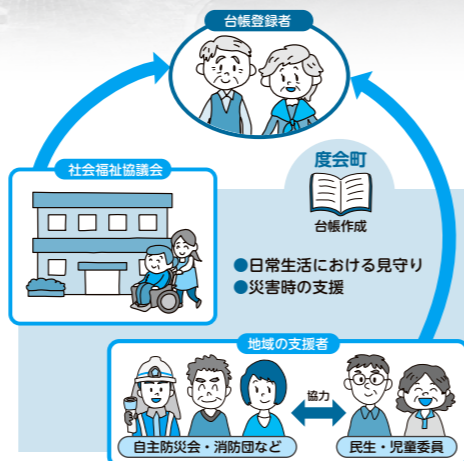 台帳登録者
社会福祉協議会
度会町
台帳作成
●日常生活における見守り
●災害時の支援
地域の支援者
協力
自主防災会・消防団など
民生・児童委員